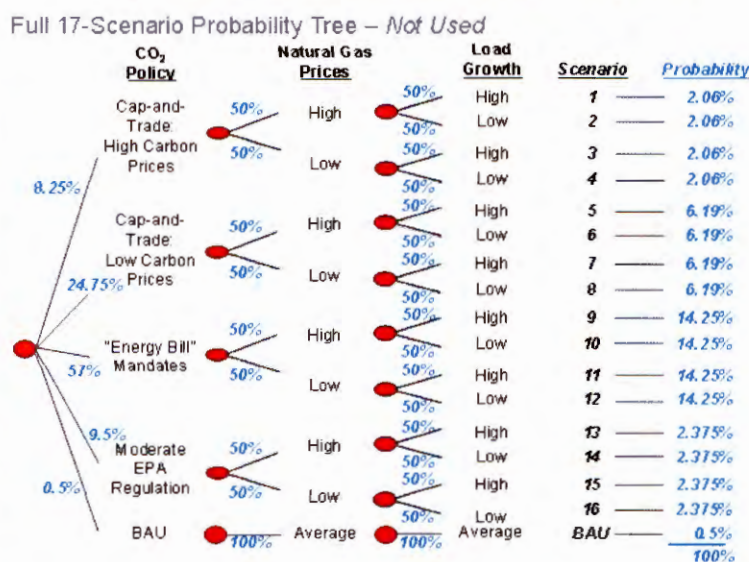 Full 17-Scenario Probability Tree – Not Used
CO2 Natural Gas Load
Policy Prices Growth Scenario Probability
Cap-and-Trade: High Carbon Prices
8.25%
50% High
50% Low
50% High 1 2.06%
50% Low 2 2.06%
50% High 3 2.06%
50% Low 4 2.06%
Cap-and-Trade: Low Carbon Prices
24.75%
50% High
50% Low
50% High 5 6.19%
50% Low 6 6.19%
50% High 7 6.19%
50% Low 8 6.19%
"Energy Bill" Mandates
57%
50% High
50% Low
50% High 9 14.25%
50% Low 10 14.25%
50% High 11 14.25%
50% Low 12 14.25%
Moderate EPA Regulation
9.5%
50% High
50% Low
50% High 13 2.375%
50% Low 14 2.375%
50% High 15 2.375%
50% Low 16 2.375%
0.5%
BAU 100% Average 100% Average BAU 0.5%
100%